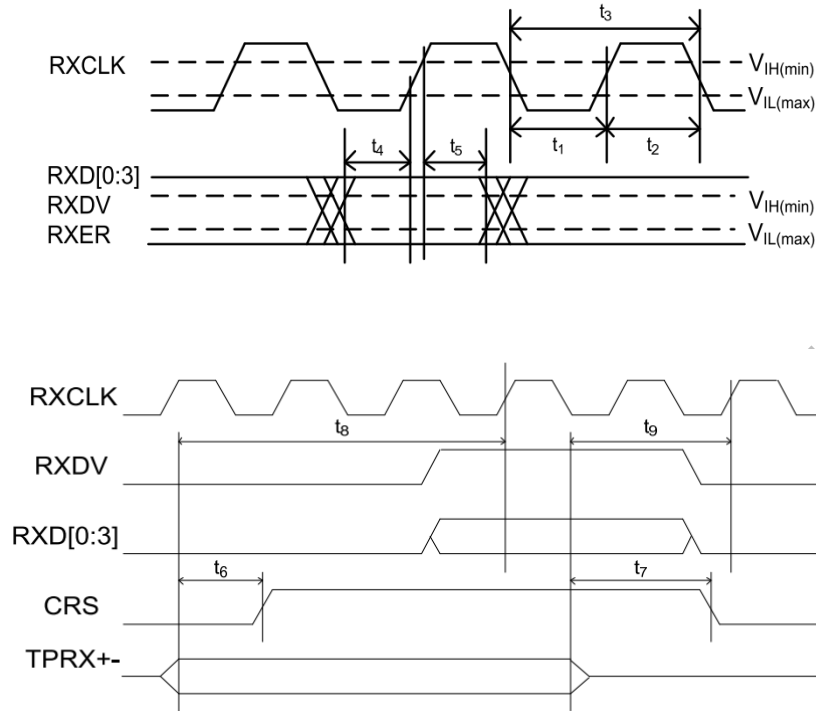 t3
RXCLK
VIH(min)
VIL(max)
t1
t2
t4
t5
RXD[0:3]
RXDV
RXER
VIH(min)
VIL(max)
RXCLK
t8
t9
RXDV
RXD[0:3]
t6
t7
CRS
TPRX+-